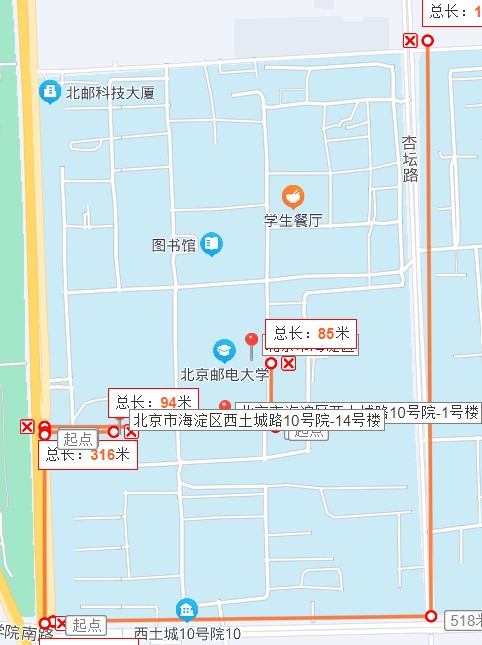 总长：1
北邮科技大厦
杏坛路
学生餐厅
图书馆
总长：85米
北京邮电大学
总长：94米
北京市海淀区西土城路10号院-1号楼
北京市海淀区西土城路10号院-14号楼
起点
起点
总长：316米
起点
518米
学院南路
西土城10号院10